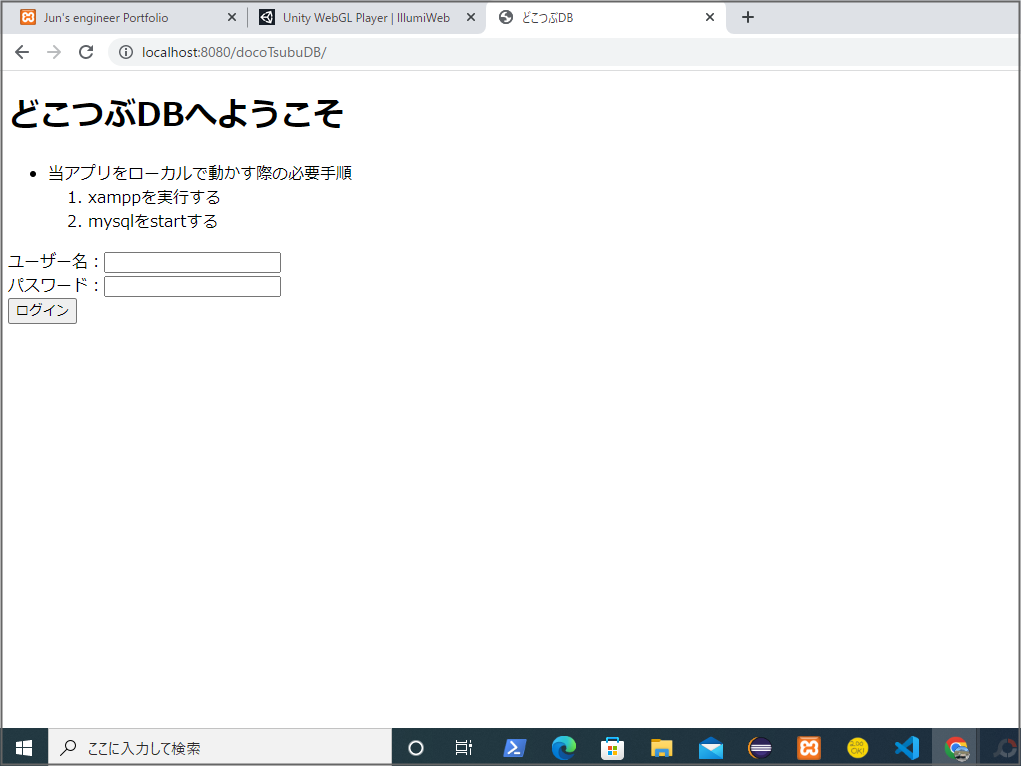 Jun's engineer Portfolio
Unity WebGL Player | IllumiWeb
どこつぶDB
localhost:8080/docoTsubuDB/
どこつぶDBへようこそ
• 当アプリをローカルで動かす際の必要手順
1. xamppを実行する
2. mysqlをstartする
ユーザー名：
パスワード：
ログイン
ここに入力して検索